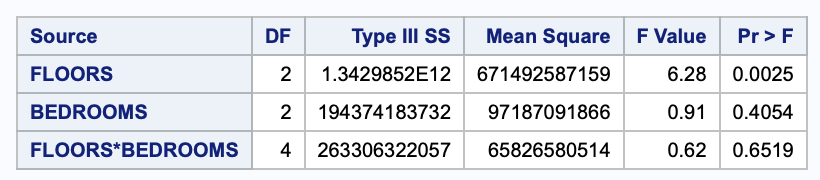 Source DF Type III SS Mean Square F Value Pr > F
FLOORS 2 1.3429852E12 671492587159 6.28 0.0025
BEDROOMS 2 194374183732 97187091866 0.91 0.4054
FLOORS*BEDROOMS 4 263306322057 65826580514 0.62 0.6519